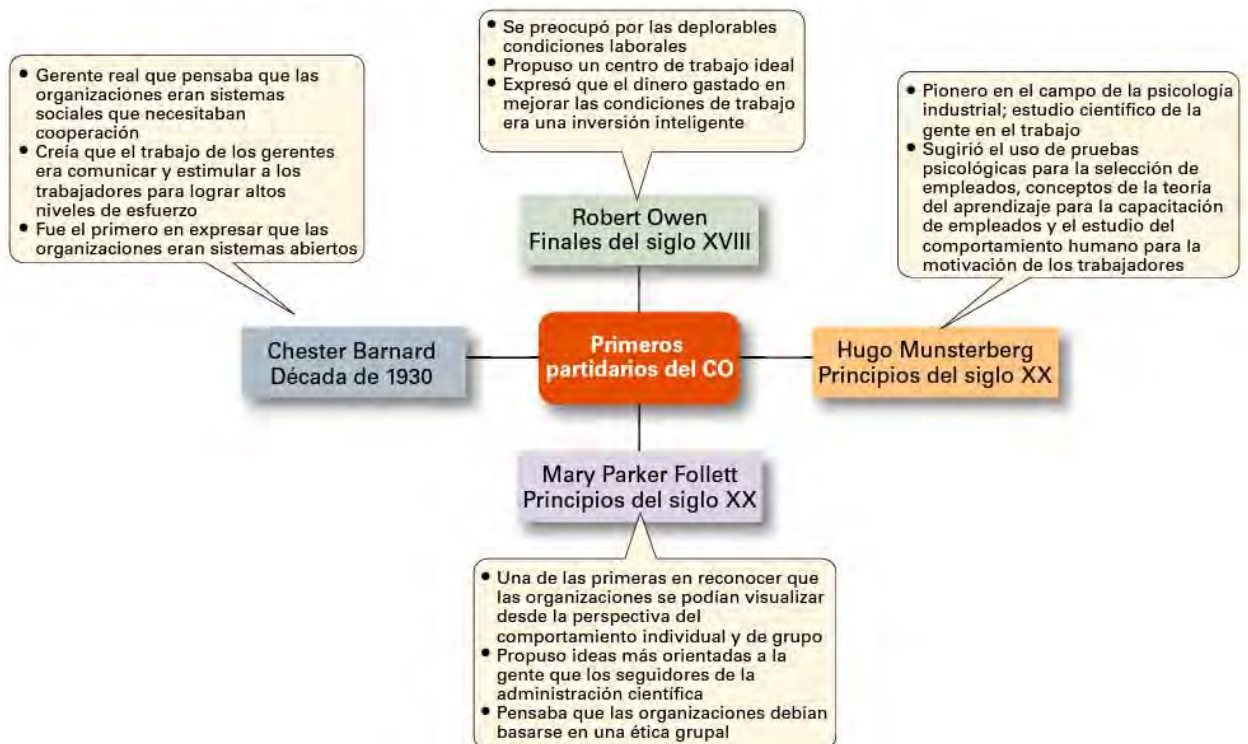 • Se preocupó por las deplorables
condiciones laborales
• Propuso un centro de trabajo ideal
• Expresó que el dinero gastado en
mejorar las condiciones de trabajo
era una inversión inteligente
• Gerente real que pensaba que las
organizaciones eran sistemas
sociales que necesitaban
cooperación
• Creía que el trabajo de los gerentes
era comunicar y estimular a los
trabajadores para lograr altos
niveles de esfuerzo
• Fue el primero en expresar que las
organizaciones eran sistemas abiertos
• Pionero en el campo de la psicología
industrial; estudio científico de la
gente en el trabajo
• Sugirió el uso de pruebas
psicológicas para la selección de
empleados, conceptos de la teoría
del aprendizaje para la capacitación
de empleados y el estudio del
comportamiento humano para la
motivación de los trabajadores
Robert Owen
Finales del siglo XVIII
Chester Barnard
Década de 1930
Primeros
partidarios del CO
Hugo Munsterberg
Principios del siglo XX
Mary Parker Follett
Principios del siglo XX
• Una de las primeras en reconocer que
las organizaciones se podían visualizar
desde la perspectiva del
comportamiento individual y de grupo
• Propuso ideas más orientadas a la
gente que los seguidores de la
administración científica
• Pensaba que las organizaciones debían
basarse en una ética grupal